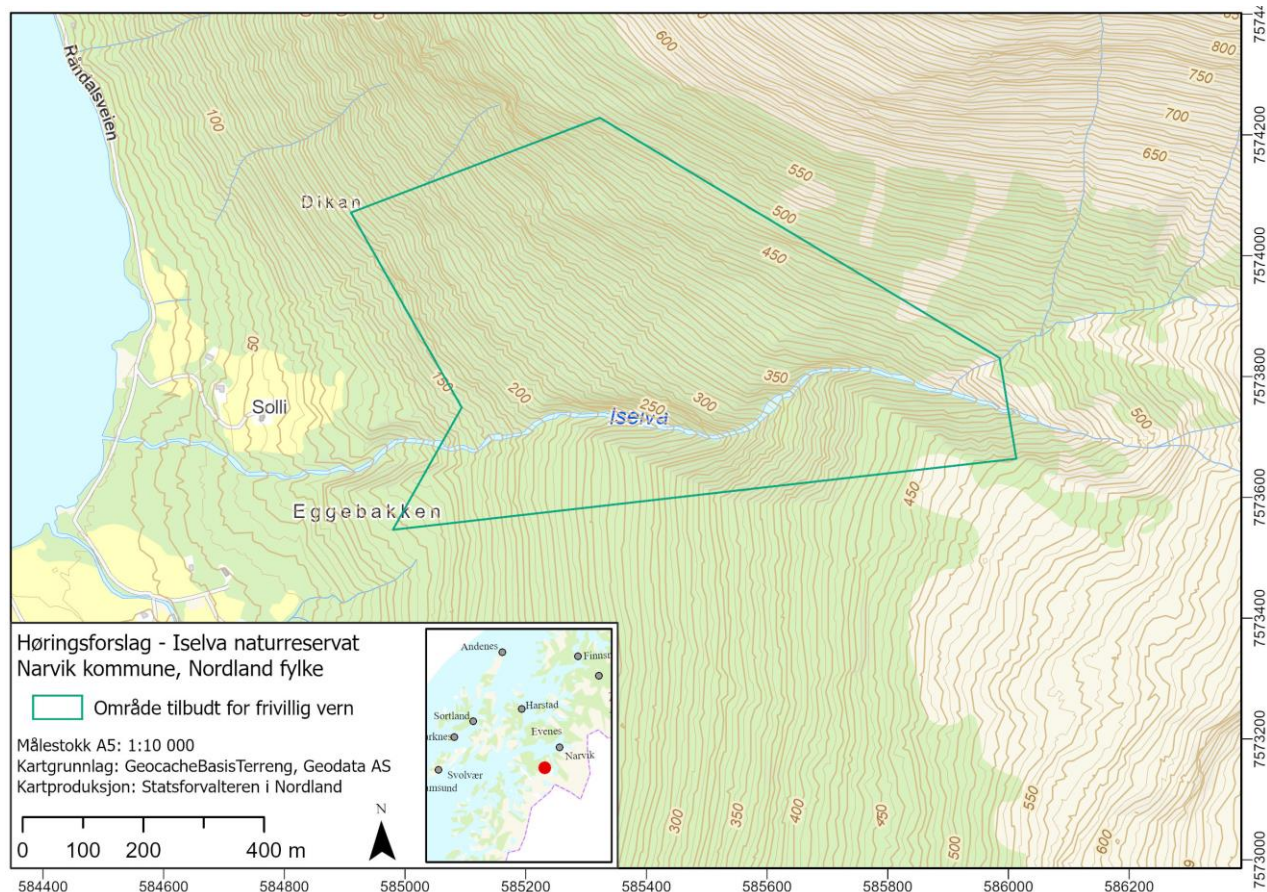 Råndalsveien
600
800
750
700
650
100
550
500
450
Dikan
50
150
200
250
300
350
Solli
Iselva
500
450
Eggebakken
Høringsforslag - Iselva naturreservat
Narvik kommune, Nordland fylke
Område tilbudt for frivillig vern
Målestokk A5: 1:10 000
Kartgrunnlag: GeocacheBasisTerreng, Geodata AS
Kartproduksjon: Statsforvalteren i Nordland
0 100 200 400 m
N
Andenes
Finnst
Harstad
Sortland
Evenes
Narvik
Svolvær
amsund
300
350
400
450
500
550
600
7574200
7574000
7573800
7573600
7573400
7573200
7573000
584400 584600 584800 585000 585200 585400 585600 585800 586000 586200